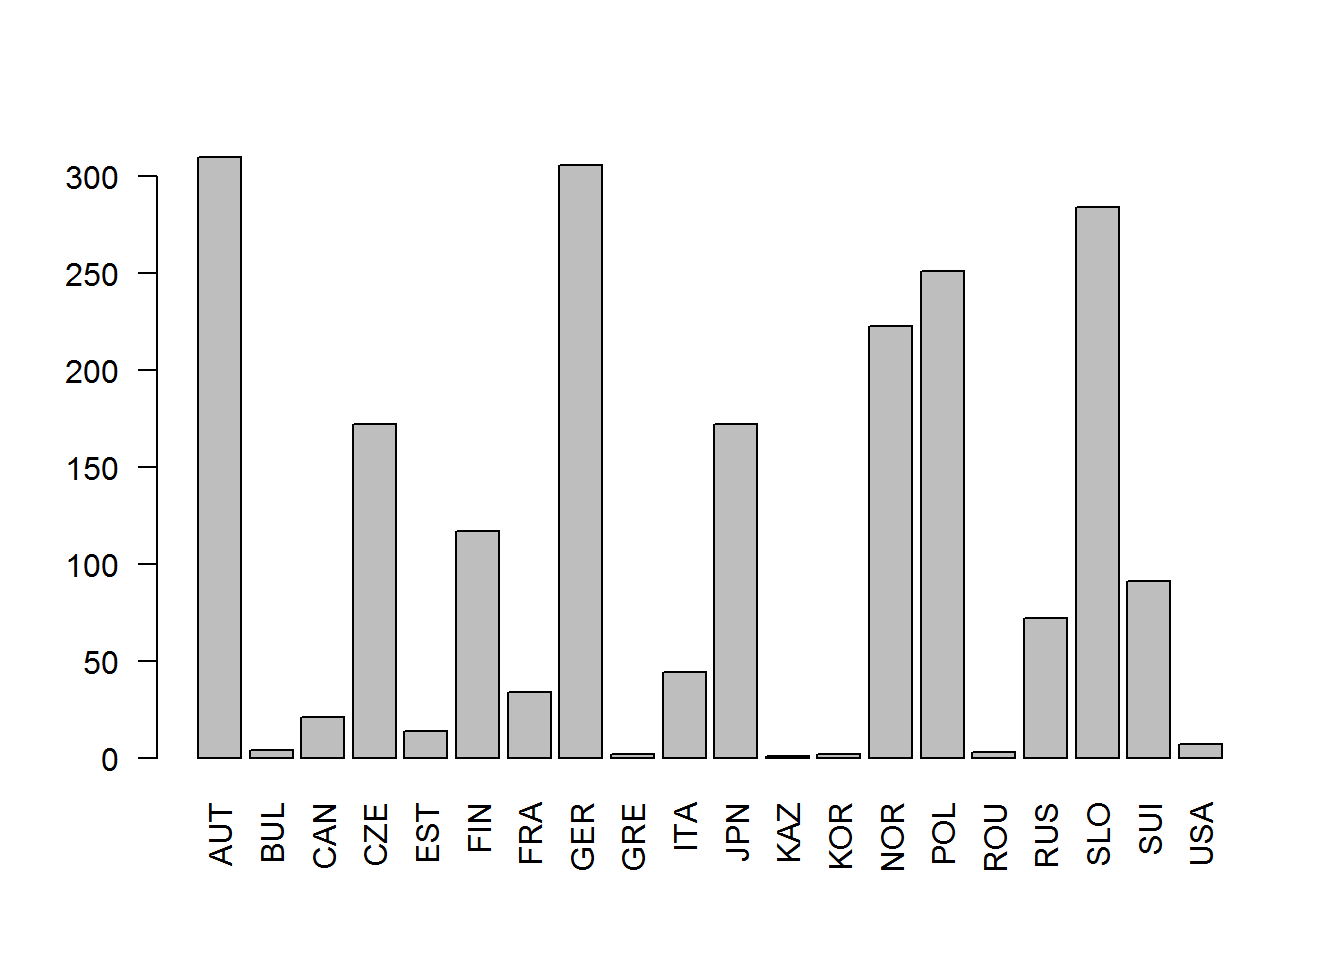 300
250
200
150
100
50
0
AUT
BUL
CAN
CZE
EST
FIN
FRA
GER
GRE
ITA
JPN
KAZ
KOR
NOR
POL
ROU
RUS
SLO
SUI
USA